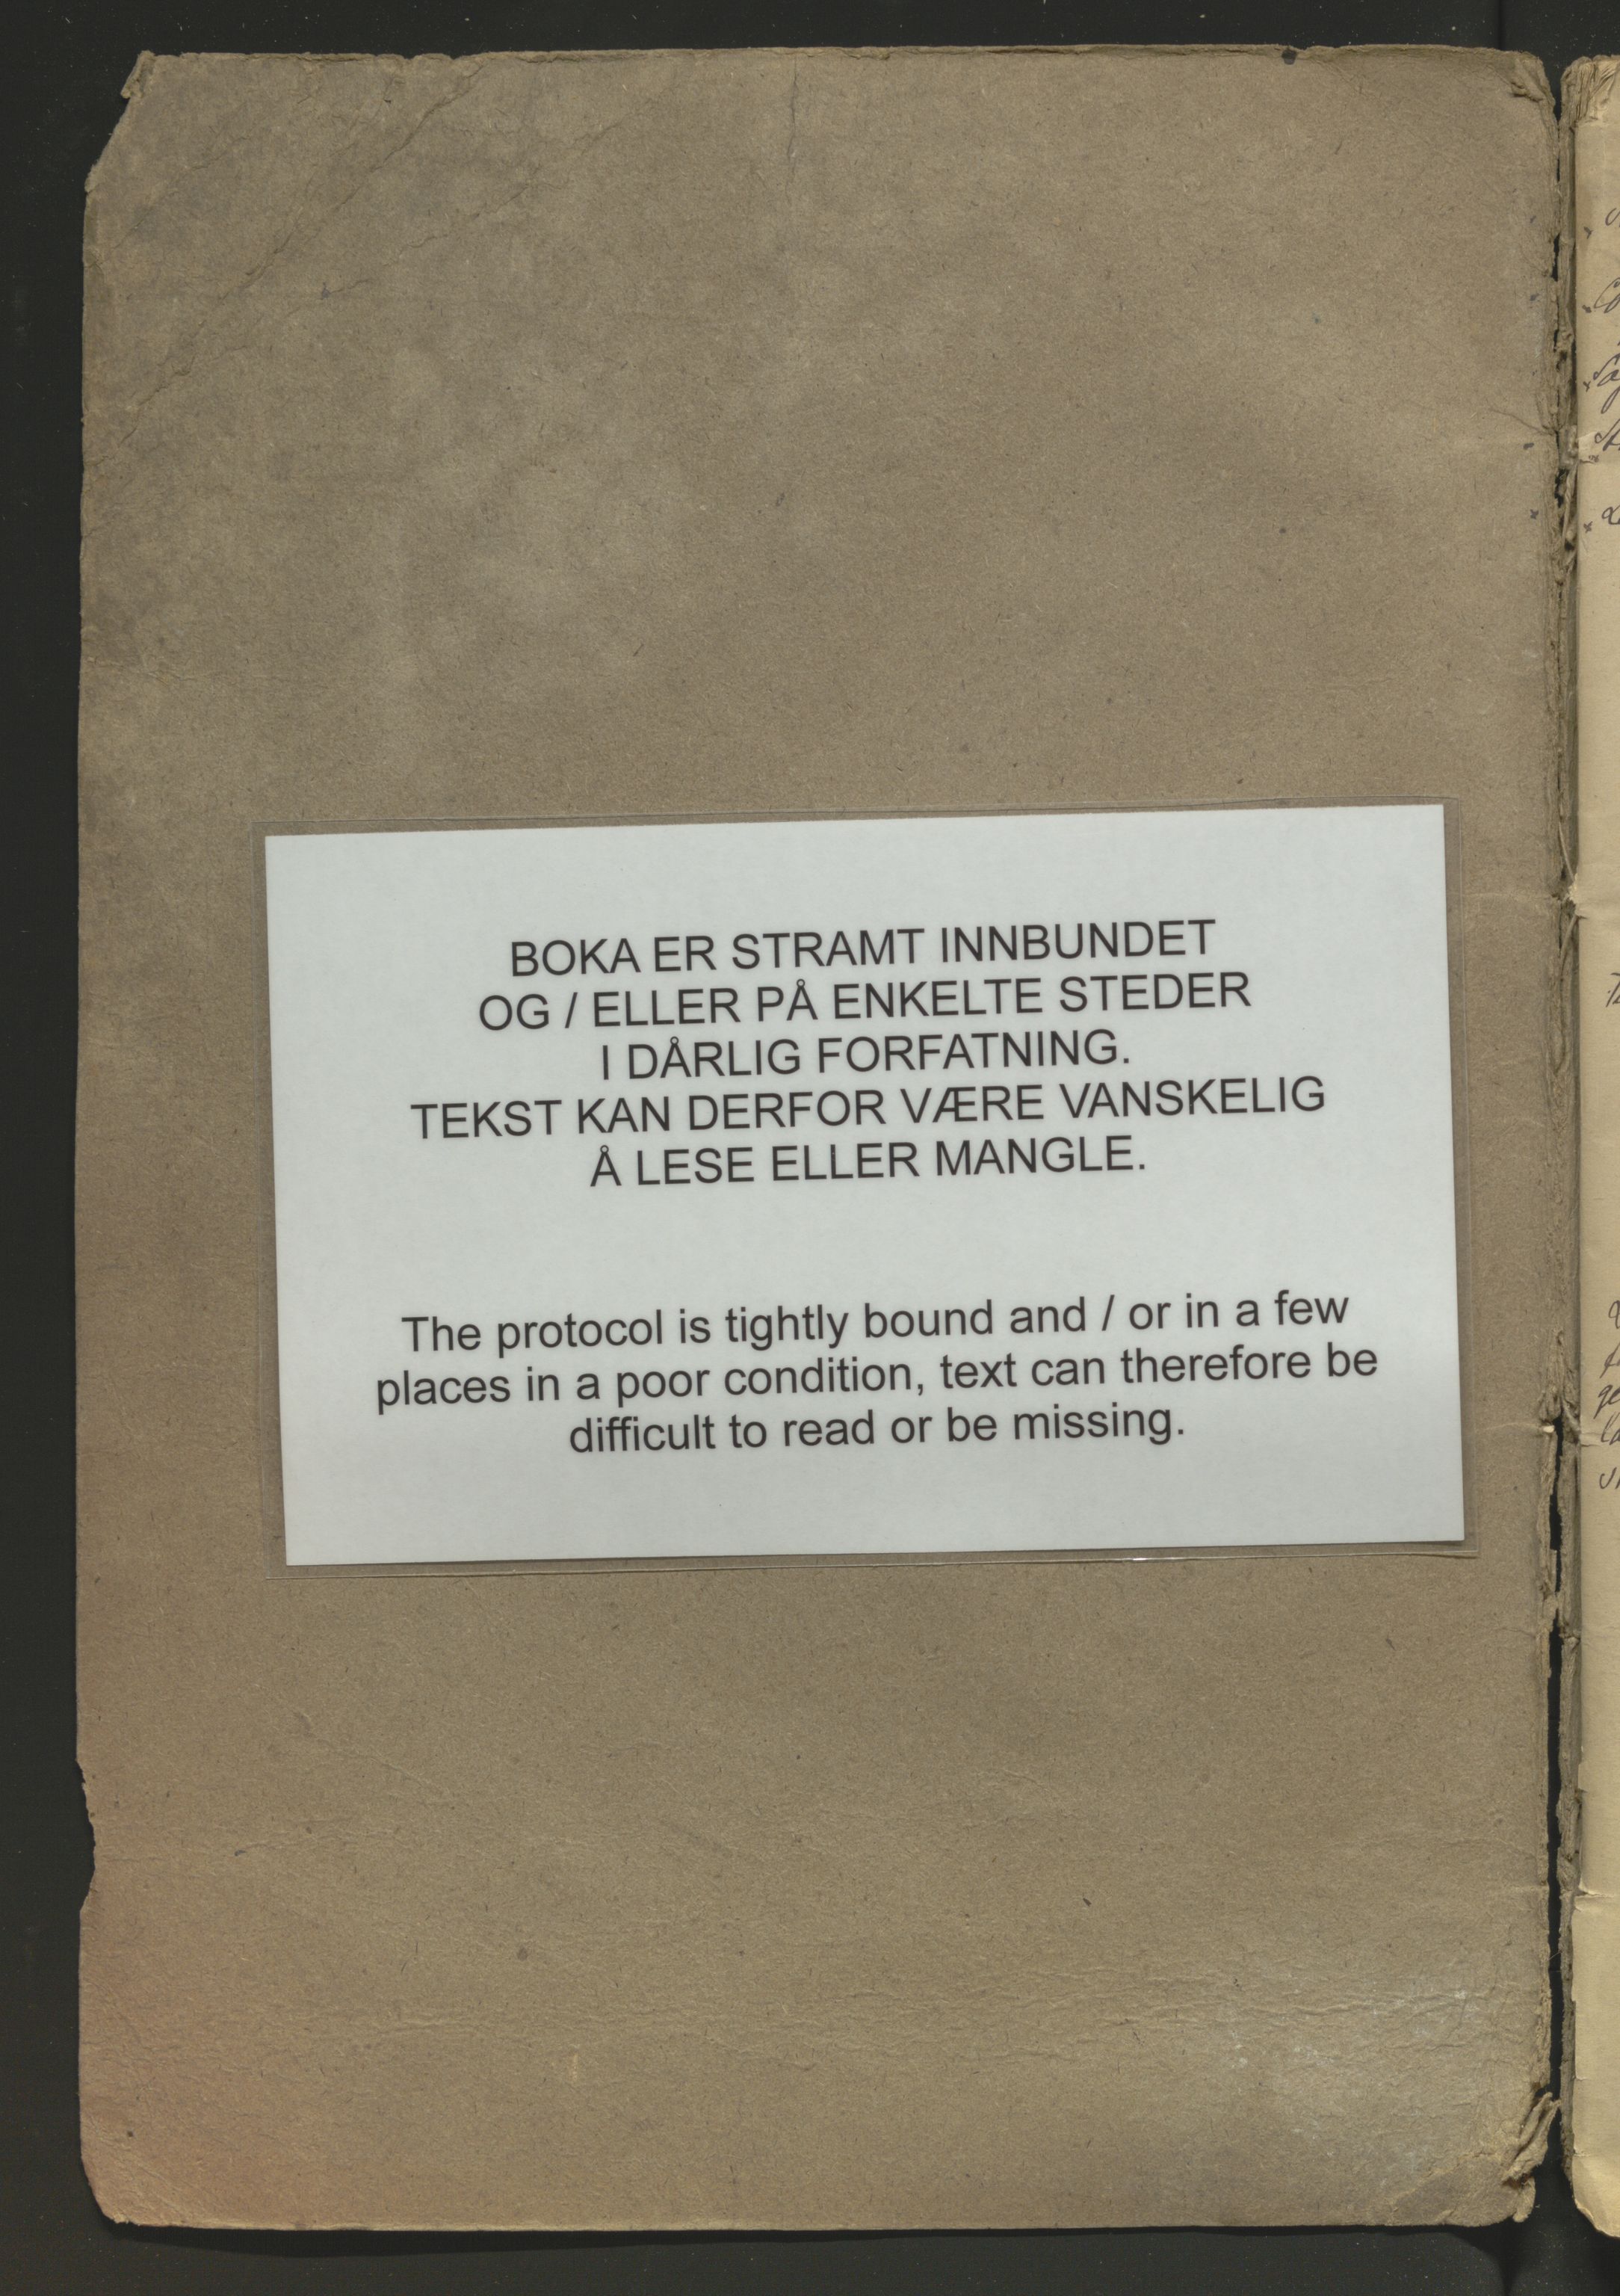 BOKA ER STRAMT INNBUNDET
OG / ELLER PÅ ENKELTE STEDER
I DÅRLIG FORFATNING.
TEKST KAN DERFOR VÆRE VANSKELIG
Å LESE ELLER MANGLE.
The protocol is tightly bound and / or in a few
places in a poor condition, text can therefore be
difficult to read or be missing.